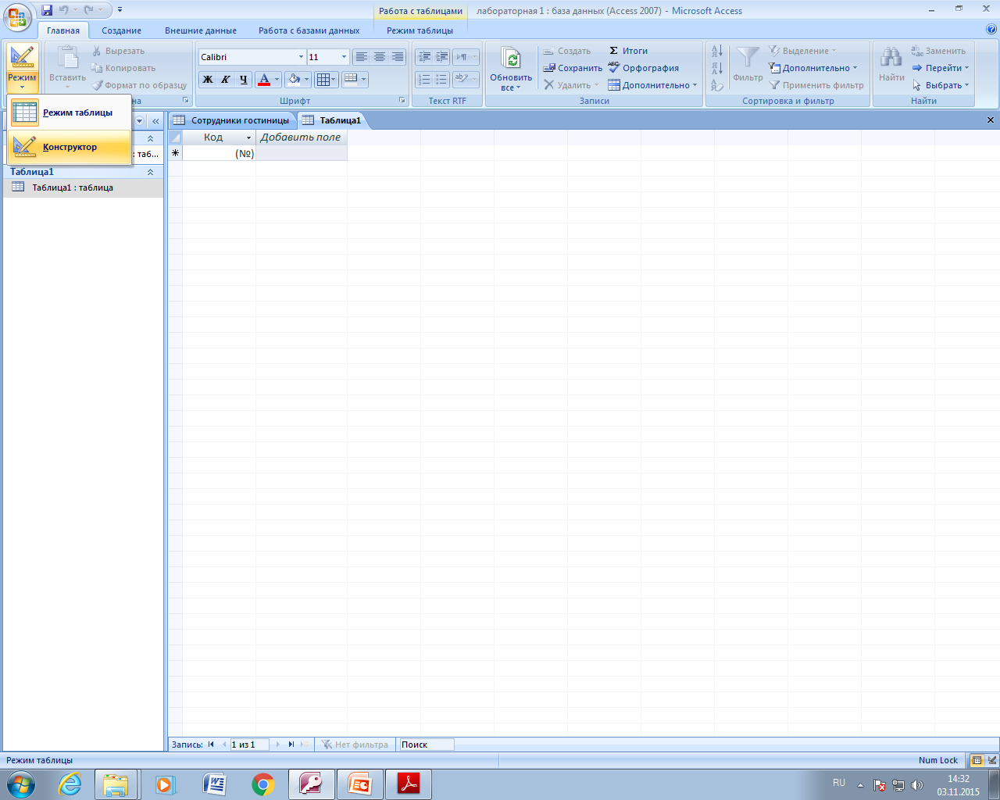 Работа с таблицами
лабораторная 1 : база данных (Access 2007) - Microsoft Access
Главная
Создание
Внешние данные
Работа с базами данных
Режим таблицы
Режим
Вставить
Вырезать
Копировать
Формат по образцу
на
Calibri
11
Ж К Ч
А
Шрифт
Текст RTF
Обновить
все
Создать
Сохранить
Удалить
Итоги
Орфография
Дополнительно
Записи
Фильтр
Выделение
Дополнительно
Применить фильтр
Сортировка и фильтр
Найти
Заменить
Перейти
Выбрать
Найти
Режим таблицы
Конструктор
: таб...
Таблица1
Таблица1 : таблица
Сотрудники гостиницы
Таблица1
Код
Добавить поле
(№)
Запись:
1 из 1
Нет фильтра
Поиск
Режим таблицы
Num Lock
RU
14:32
03.11.2015